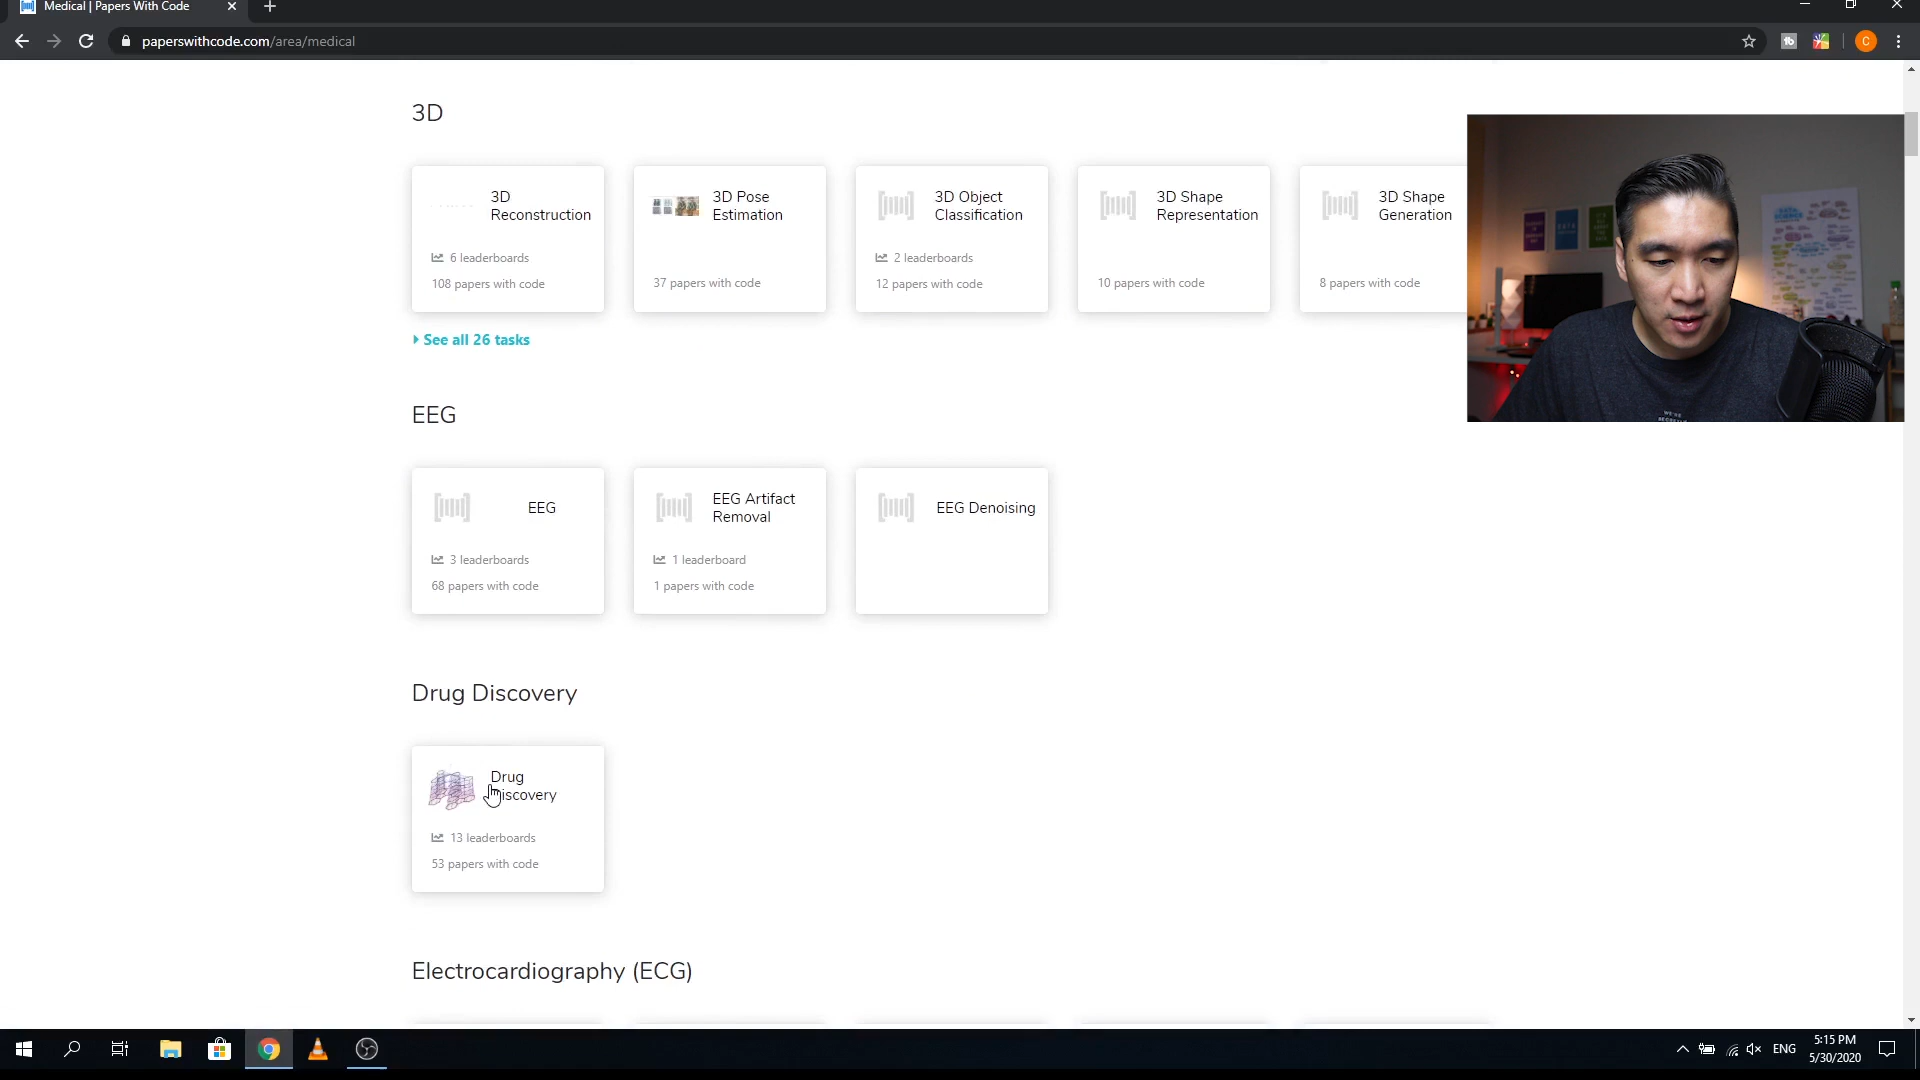 Medical | Papers With Code
paperswithcode.com/area/medical
3D
3D
Reconstruction
6 leaderboards
108 papers with code
3D Pose
Estimation
37 papers with code
3D Object
Classification
2 leaderboards
12 papers with code
3D Shape
Representation
10 papers with code
3D Shape
Generation
8 papers with code
See all 26 tasks
EEG
EEG
3 leaderboards
68 papers with code
EEG Artifact
Removal
1 leaderboard
1 papers with code
EEG Denoising
Drug Discovery
Drug
Discovery
13 leaderboards
53 papers with code
Electrocardiography (ECG)
C
tb
ENG
5:15 PM
5/30/2020